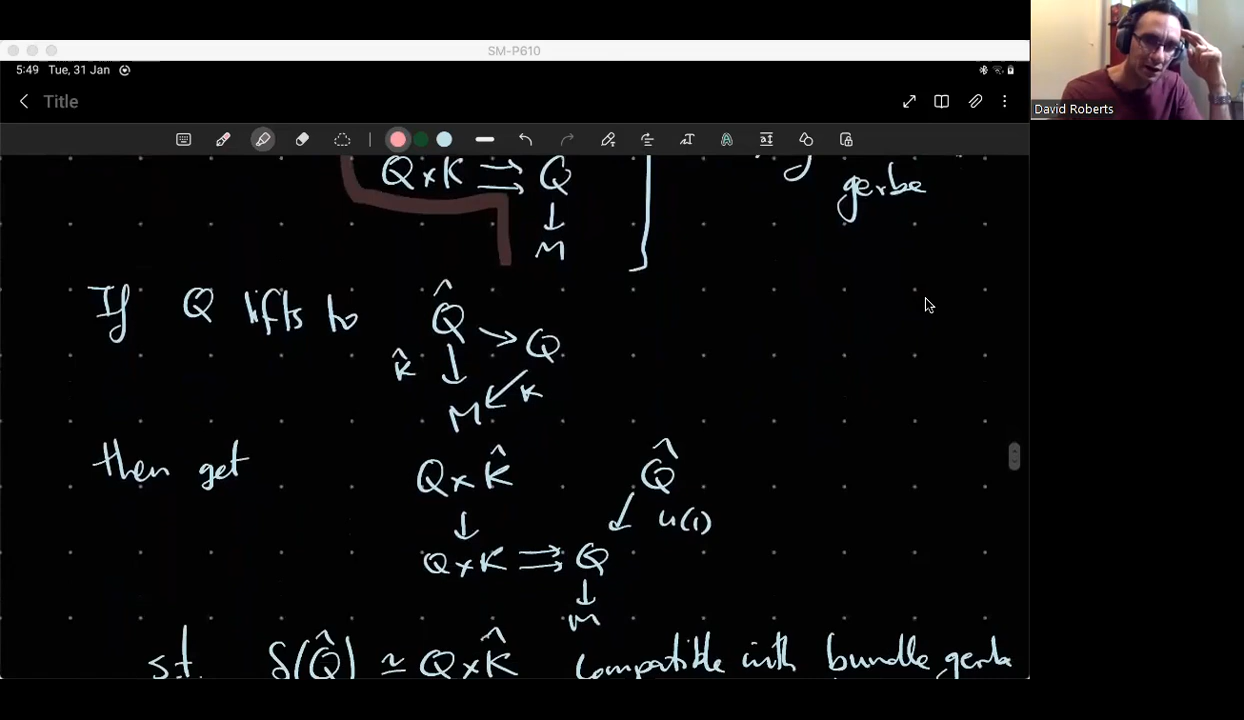 SM-P610
5:49 Tue, 31 Jan
Title
David Roberts
Q×K ⇉ Q
gerbe
↓
M
If Q lifts to Q̂ → Q
K̂ ↓ ↙ K
M
then get Q×K̂ Q̂
↓ ↙ U(1)
Q×K ⇉ Q
↓
M
s.t. δ(Q̂) ≃ Q×K̂ compatible with bundle gerbe